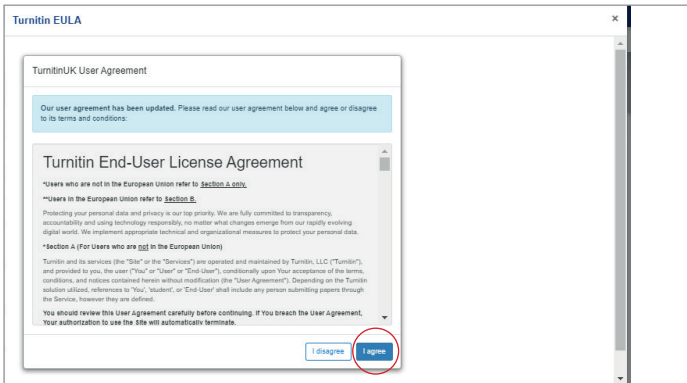 Turnitin EULA ×
TurnitinUK User Agreement
Our user agreement has been updated. Please read our user agreement below and agree or disagree
to its terms and conditions:
Turnitin End-User License Agreement
*Users who are not in the European Union refer to Section A only.
**Users in the European Union refer to Section B.
Protecting your personal data and privacy is our top priority. We are fully committed to transparency,
accountability and using technology responsibly, no matter what changes emerge from our rapidly evolving
digital world. We implement appropriate technical and organizational measures to protect your personal data.
*Section A (For Users who are not in the European Union)
Turnitin and its services (the "Site" or the "Services") are operated and maintained by Turnitin, LLC ("Turnitin"),
and provided to you, the user ("You" or "User" or "End-User"), conditionally upon Your acceptance of the terms,
conditions, and notices contained herein without modification (the "User Agreement"). Depending on the Turnitin
solution utilized, references to 'You', 'student', or 'End-User' shall include any person submitting papers through
the Service, however they are defined.
You should review this User Agreement carefully before continuing. If You breach the User Agreement,
Your authorization to use the Site will automatically terminate.
I disagree I agree